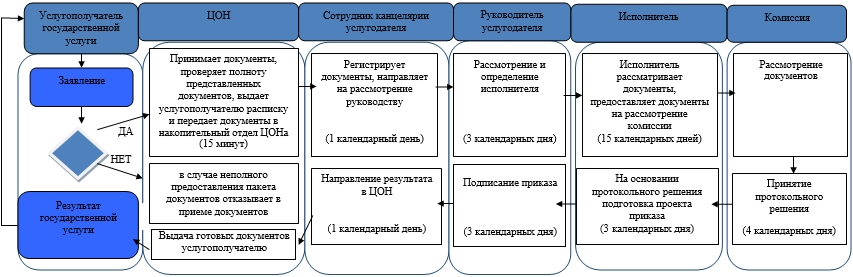 Услугополучатель
государственной
услуги
ЦОН
Сотрудник канцелярии
услугодателя
Руководитель
услугодателя
Исполнитель
Комиссия
Заявление
ДА
НЕТ
Результат
государственной
услуги
Принимает документы,
проверяет полноту
представленных
документов, выдает
услугополучателю расписку
и передает документы в
накопительный отдел ЦОНа
(15 минут)
в случае неполного
предоставления пакета
документов отказывает в
приеме документов
Выдача готовых документов
услугополучателю
Регистрирует
документы, направляет
на рассмотрение
руководству
(1 календарный день)
Направление результата
в ЦОН
(1 календарный день)
Рассмотрение и
определение
исполнителя
(3 календарных дня)
Подписание приказа
(3 календарных дня)
Исполнитель
рассматривает
документы,
предоставляет документы
на рассмотрение
комиссии
(15 календарных дней)
На основании
протокольного решения
подготовка проекта
приказа
(3 календарных дня)
Рассмотрение
документов
Принятие
протокольного
решения
(4 календарных дня)